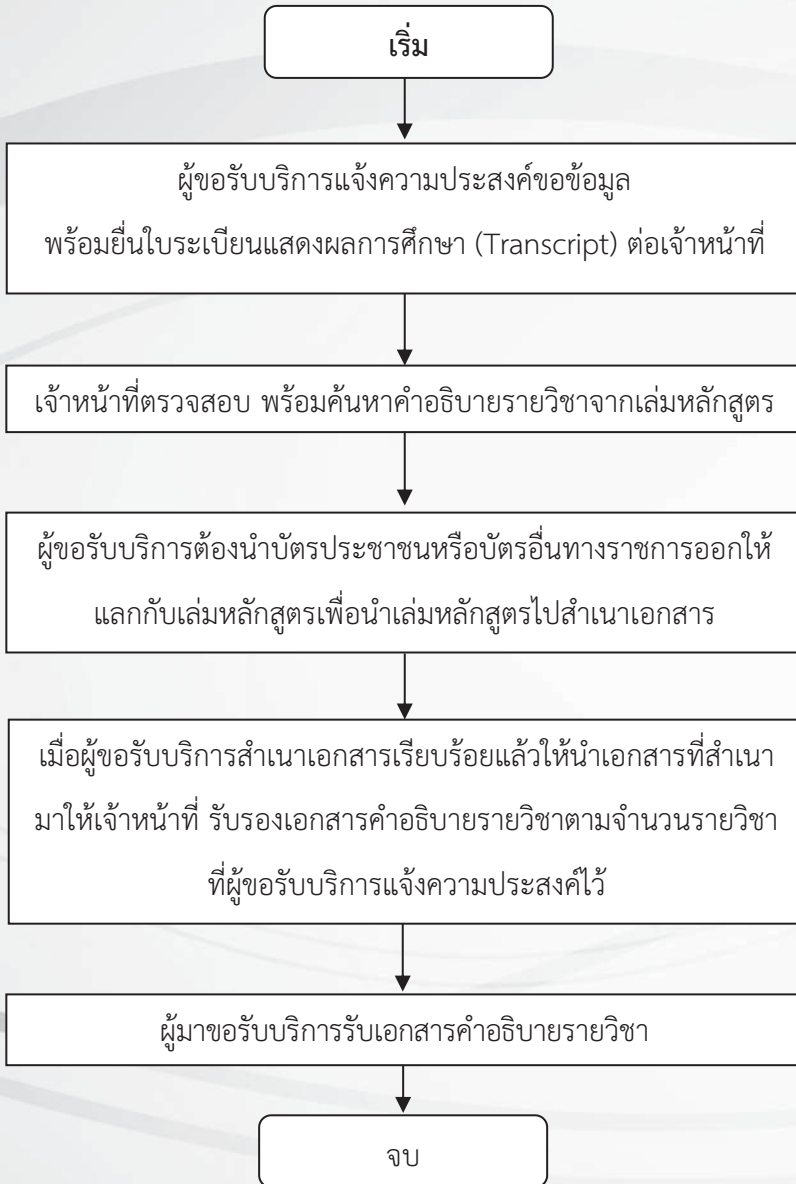 เริ่ม
ผู้ขอรับบริการแจ้งความประสงค์ขอข้อมูล
พร้อมยื่นใบระเบียนแสดงผลการศึกษา (Transcript) ต่อเจ้าหน้าที่
เจ้าหน้าที่ตรวจสอบ พร้อมค้นหาคำอธิบายรายวิชาจากเล่มหลักสูตร
ผู้ขอรับบริการต้องนำบัตรประชาชนหรือบัตรอื่นทางราชการออกให้
แลกกับเล่มหลักสูตรเพื่อนำเล่มหลักสูตรไปสำเนาเอกสาร
เมื่อผู้ขอรับบริการสำเนาเอกสารเรียบร้อยแล้วให้นำเอกสารที่สำเนา
มาให้เจ้าหน้าที่ รับรองเอกสารคำอธิบายรายวิชาตามจำนวนรายวิชา
ที่ผู้ขอรับบริการแจ้งความประสงค์ไว้
ผู้มาขอรับบริการรับเอกสารคำอธิบายรายวิชา
จบ